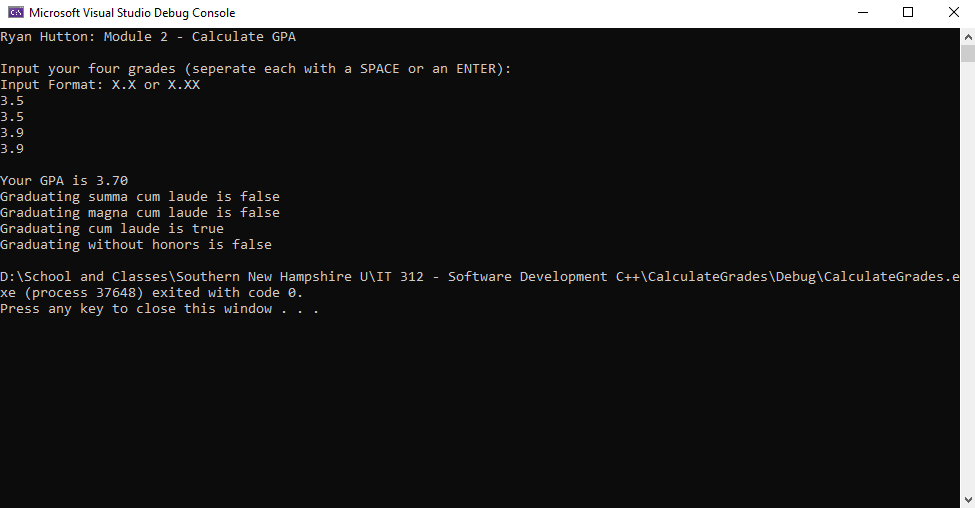 Microsoft Visual Studio Debug Console
Ryan Hutton: Module 2 - Calculate GPA
Input your four grades (seperate each with a SPACE or an ENTER):
Input Format: X.X or X.XX
3.5
3.5
3.9
3.9
Your GPA is 3.70
Graduating summa cum laude is false
Graduating magna cum laude is false
Graduating cum laude is true
Graduating without honors is false
D:\School and Classes\Southern New Hampshire U\IT 312 - Software Development C++\CalculateGrades\Debug\CalculateGrades.e
xe (process 37648) exited with code 0.
Press any key to close this window . . .